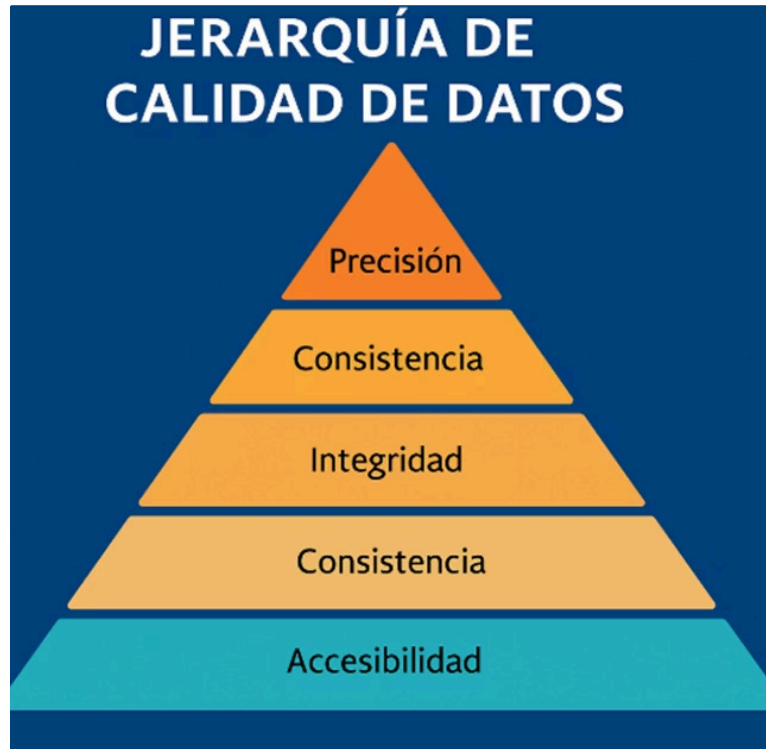 JERARQUÍA DE
CALIDAD DE DATOS
Precisión
Consistencia
Integridad
Consistencia
Accesibilidad